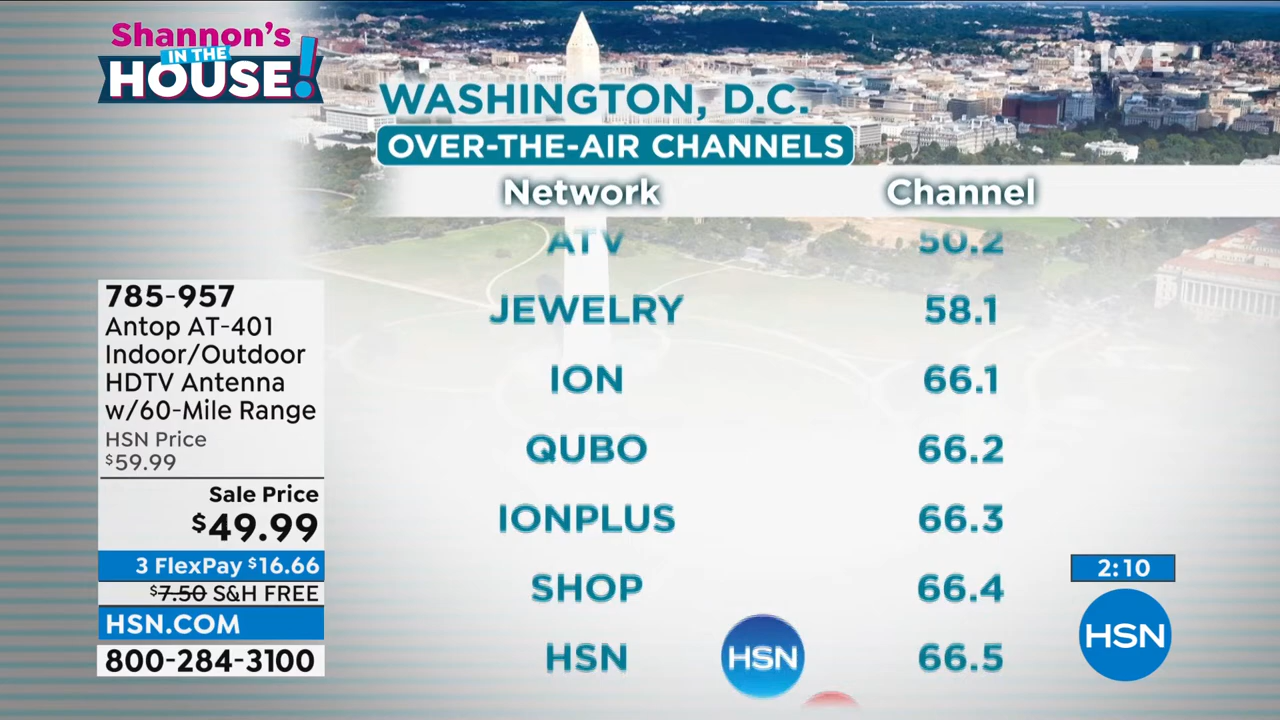 Shannon's
IN THE
HOUSE!
LIVE
WASHINGTON, D.C.
OVER-THE-AIR CHANNELS
Network Channel
ATV 50.2
JEWELRY 58.1
ION 66.1
QUBO 66.2
IONPLUS 66.3
SHOP 66.4
HSN HSN 66.5
785-957
Antop AT-401
Indoor/Outdoor
HDTV Antenna
w/60-Mile Range
HSN Price
$59.99
Sale Price
$49.99
3 FlexPay $16.66
$7.50 S&H FREE
HSN.COM
800-284-3100
2:10
HSN